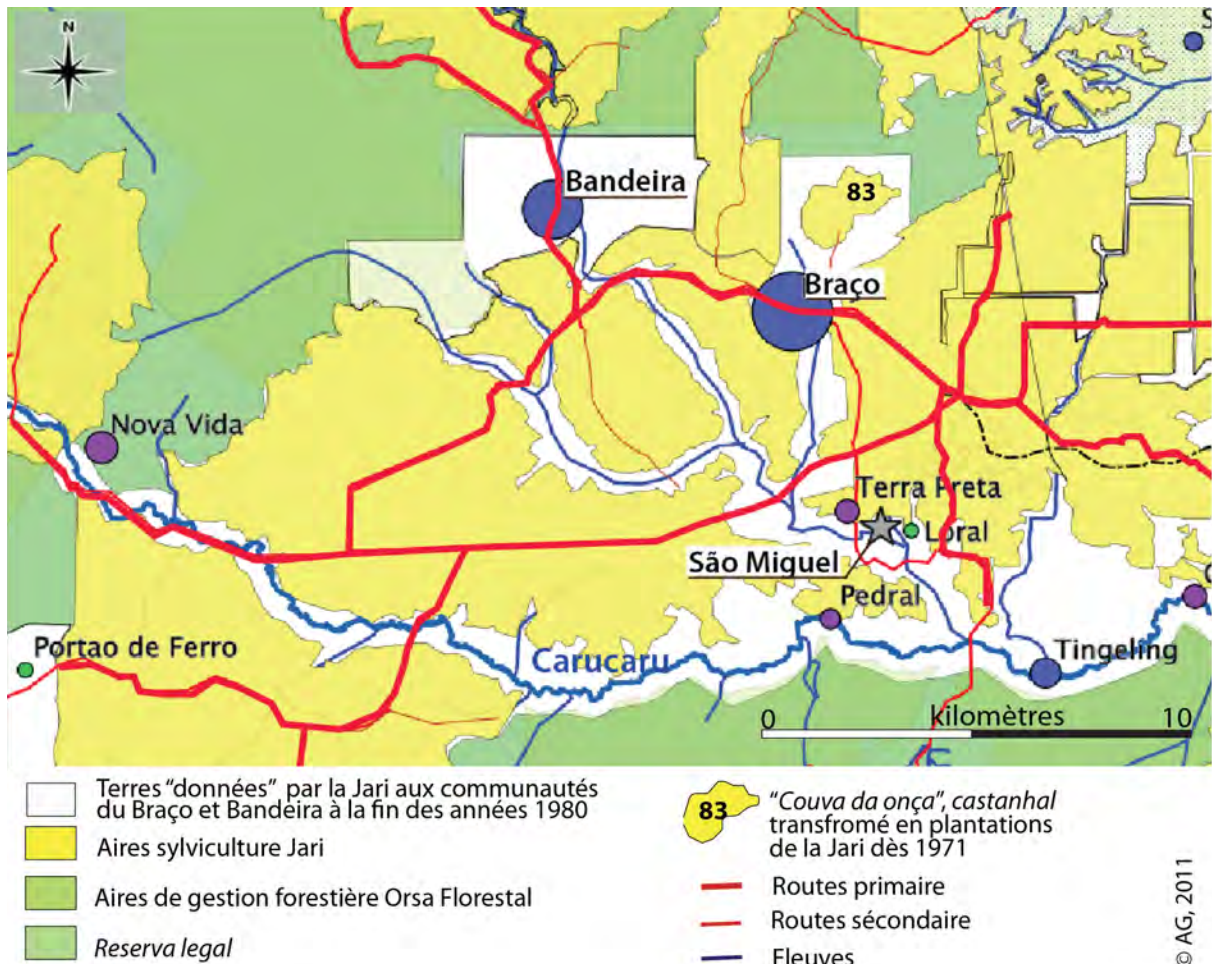 N
S
Bandeira
83
Braço
Nova Vida
Terra Preta
Loral
São Miguel
Pedral
Portao de Ferro
Carucaru
Tingeling
0 kilomètres 10
Terres "données" par la Jari aux communautés
du Braço et Bandeira à la fin des années 1980
Aires sylviculture Jari
Aires de gestion forestière Orsa Florestal
Reserva legal
83
"Couva da onça", castanhal
transfromé en plantations
de la Jari dès 1971
Routes primaire
Routes sécondaire
Fleuves
© AG, 2011